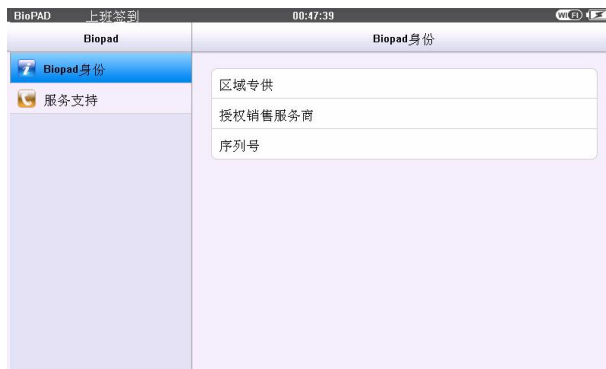 BioPAD 上班签到 00:47:39 WIFI
Biopad Biopad身份
Biopad身份
服务支持
区域专供
授权销售服务商
序列号